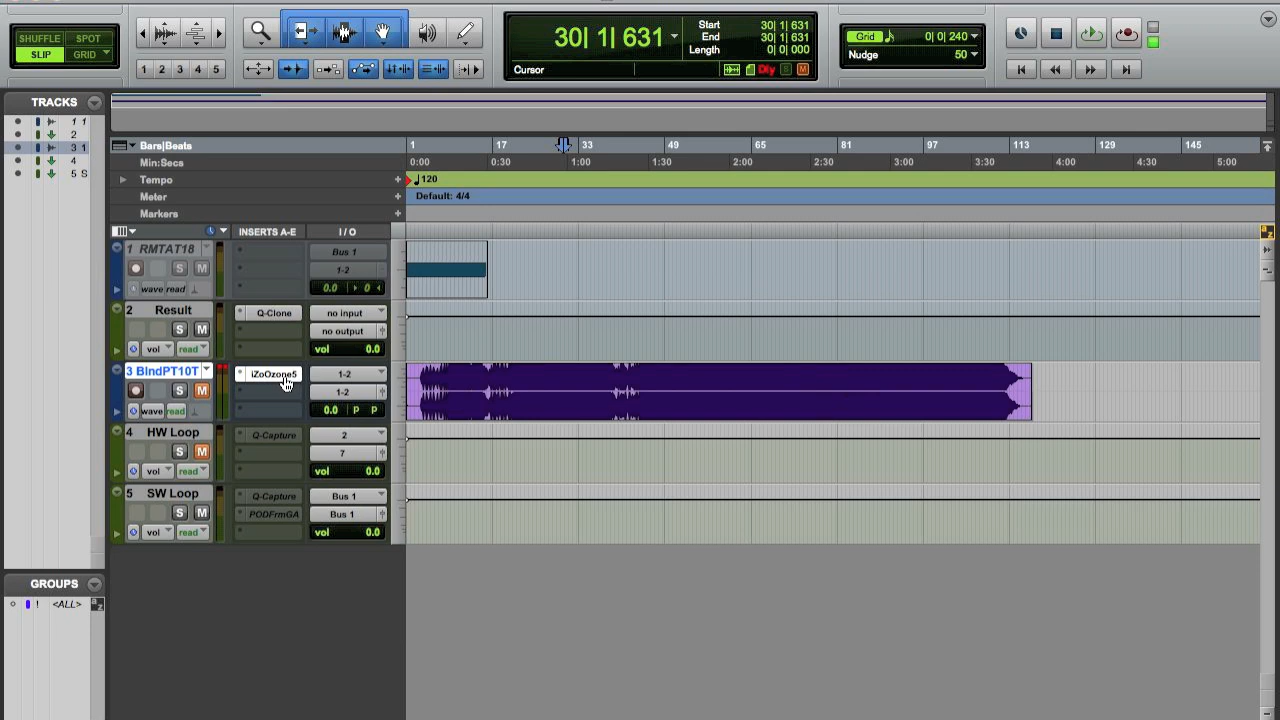 SHUFFLE SPOT
SLIP GRID
1 2 3 4 5
30| 1| 631
Start 30| 1| 631
End 30| 1| 631
Length 0| 0| 000
Cursor
Dly S M
Grid 0| 0| 240
Nudge 50
TRACKS
1 1
2
3 1
4
5 S
Bars|Beats 1 17 33 49 65 81 97 113 129 145
Min:Secs 0:00 0:30 1:00 1:30 2:00 2:30 3:00 3:30 4:00 4:30 5:00
Tempo + 120
Meter + Default: 4/4
Markers +
INSERTS A-E I / O
1 RMTAT18 Bus 1
S M 1-2
wave read 0.0 0
2 Result Q-Clone no input
S M no output
vol read vol 0.0
3 BlndPT10T iZoOzone5 1-2
S M 1-2
wave read 0.0 P P
4 HW Loop Q-Capture 2
S M 7
vol read vol 0.0
5 SW Loop Q-Capture Bus 1
S M PODFrmGA Bus 1
vol read vol 0.0
GROUPS
! <ALL>